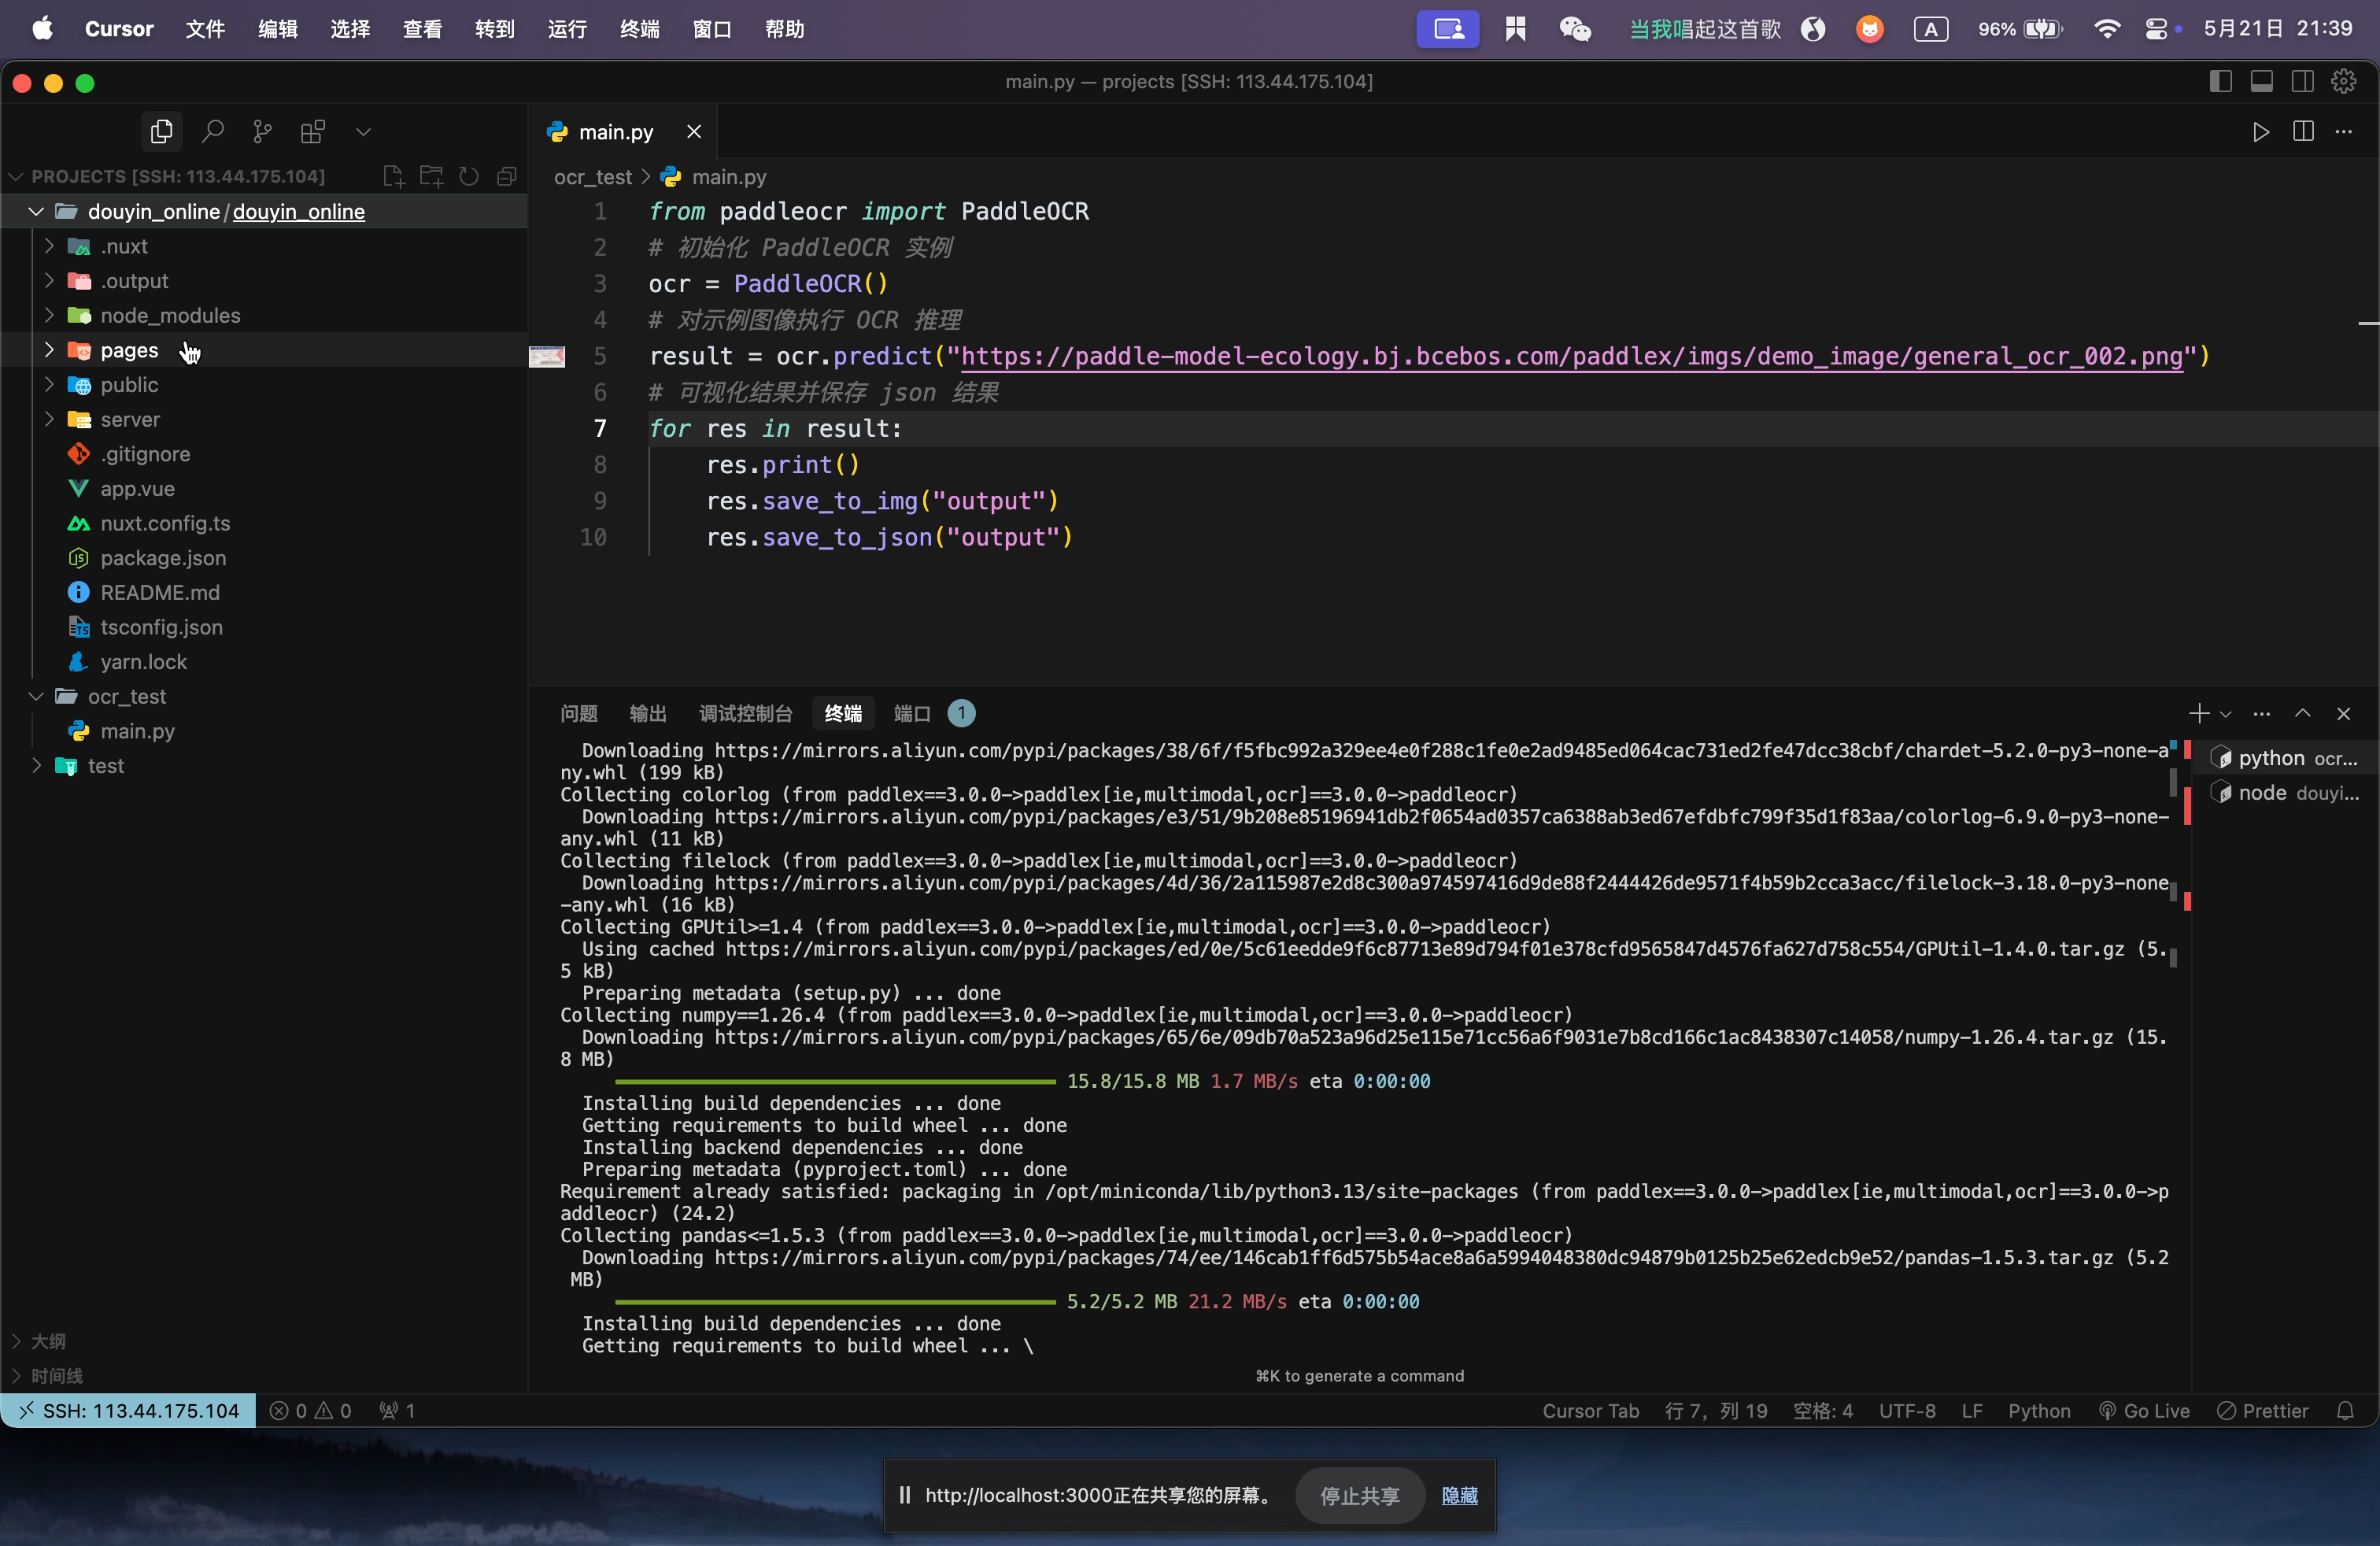 Cursor 文件 编辑 选择 查看 转到 运行 终端 窗口 帮助 当我唱起这首歌 A 96% 5月21日 21:39
main.py — projects [SSH: 113.44.175.104]
PROJECTS [SSH: 113.44.175.104]
douyin_online/douyin_online
.nuxt
.output
node_modules
pages
public
server
.gitignore
app.vue
nuxt.config.ts
package.json
README.md
tsconfig.json
yarn.lock
ocr_test
main.py
test
大纲
时间线
main.py
ocr_test > main.py
1 from paddleocr import PaddleOCR
2 # 初始化 PaddleOCR 实例
3 ocr = PaddleOCR()
4 # 对示例图像执行 OCR 推理
5 result = ocr.predict("https://paddle-model-ecology.bj.bcebos.com/paddlex/imgs/demo_image/general_ocr_002.png")
6 # 可视化结果并保存 json 结果
7 for res in result:
8 res.print()
9 res.save_to_img("output")
10 res.save_to_json("output")
问题 输出 调试控制台 终端 端口 1
Downloading https://mirrors.aliyun.com/pypi/packages/38/6f/f5fbc992a329ee4e0f288c1fe0e2ad9485ed064cac731ed2fe47dcc38cbf/chardet-5.2.0-py3-none-a
ny.whl (199 kB)
Collecting colorlog (from paddlex==3.0.0->paddlex[ie,multimodal,ocr]==3.0.0->paddleocr)
Downloading https://mirrors.aliyun.com/pypi/packages/e3/51/9b208e85196941db2f0654ad0357ca6388ab3ed67efdbfc799f35d1f83aa/colorlog-6.9.0-py3-none-
any.whl (11 kB)
Collecting filelock (from paddlex==3.0.0->paddlex[ie,multimodal,ocr]==3.0.0->paddleocr)
Downloading https://mirrors.aliyun.com/pypi/packages/4d/36/2a115987e2d8c300a974597416d9de88f2444426de9571f4b59b2cca3acc/filelock-3.18.0-py3-none
-any.whl (16 kB)
Collecting GPUtil>=1.4 (from paddlex==3.0.0->paddlex[ie,multimodal,ocr]==3.0.0->paddleocr)
Using cached https://mirrors.aliyun.com/pypi/packages/ed/0e/5c61eedde9f6c87713e89d794f01e378cfd9565847d4576fa627d758c554/GPUtil-1.4.0.tar.gz (5.
5 kB)
Preparing metadata (setup.py) ... done
Collecting numpy==1.26.4 (from paddlex==3.0.0->paddlex[ie,multimodal,ocr]==3.0.0->paddleocr)
Downloading https://mirrors.aliyun.com/pypi/packages/65/6e/09db70a523a96d25e115e71cc56a6f9031e7b8cd166c1ac8438307c14058/numpy-1.26.4.tar.gz (15.
8 MB)
15.8/15.8 MB 1.7 MB/s eta 0:00:00
Installing build dependencies ... done
Getting requirements to build wheel ... done
Installing backend dependencies ... done
Preparing metadata (pyproject.toml) ... done
Requirement already satisfied: packaging in /opt/miniconda/lib/python3.13/site-packages (from paddlex==3.0.0->paddlex[ie,multimodal,ocr]==3.0.0->p
addleocr) (24.2)
Collecting pandas<=1.5.3 (from paddlex==3.0.0->paddlex[ie,multimodal,ocr]==3.0.0->paddleocr)
Downloading https://mirrors.aliyun.com/pypi/packages/74/ee/146cab1ff6d575b54ace8a6a5994048380dc94879b0125b25e62edcb9e52/pandas-1.5.3.tar.gz (5.2
MB)
5.2/5.2 MB 21.2 MB/s eta 0:00:00
Installing build dependencies ... done
Getting requirements to build wheel ... \
python ocr...
node douyi...
⌘K to generate a command
SSH: 113.44.175.104 0 0 1 Cursor Tab 行 7，列 19 空格: 4 UTF-8 LF Python Go Live Prettier
http://localhost:3000正在共享您的屏幕。 停止共享 隐藏